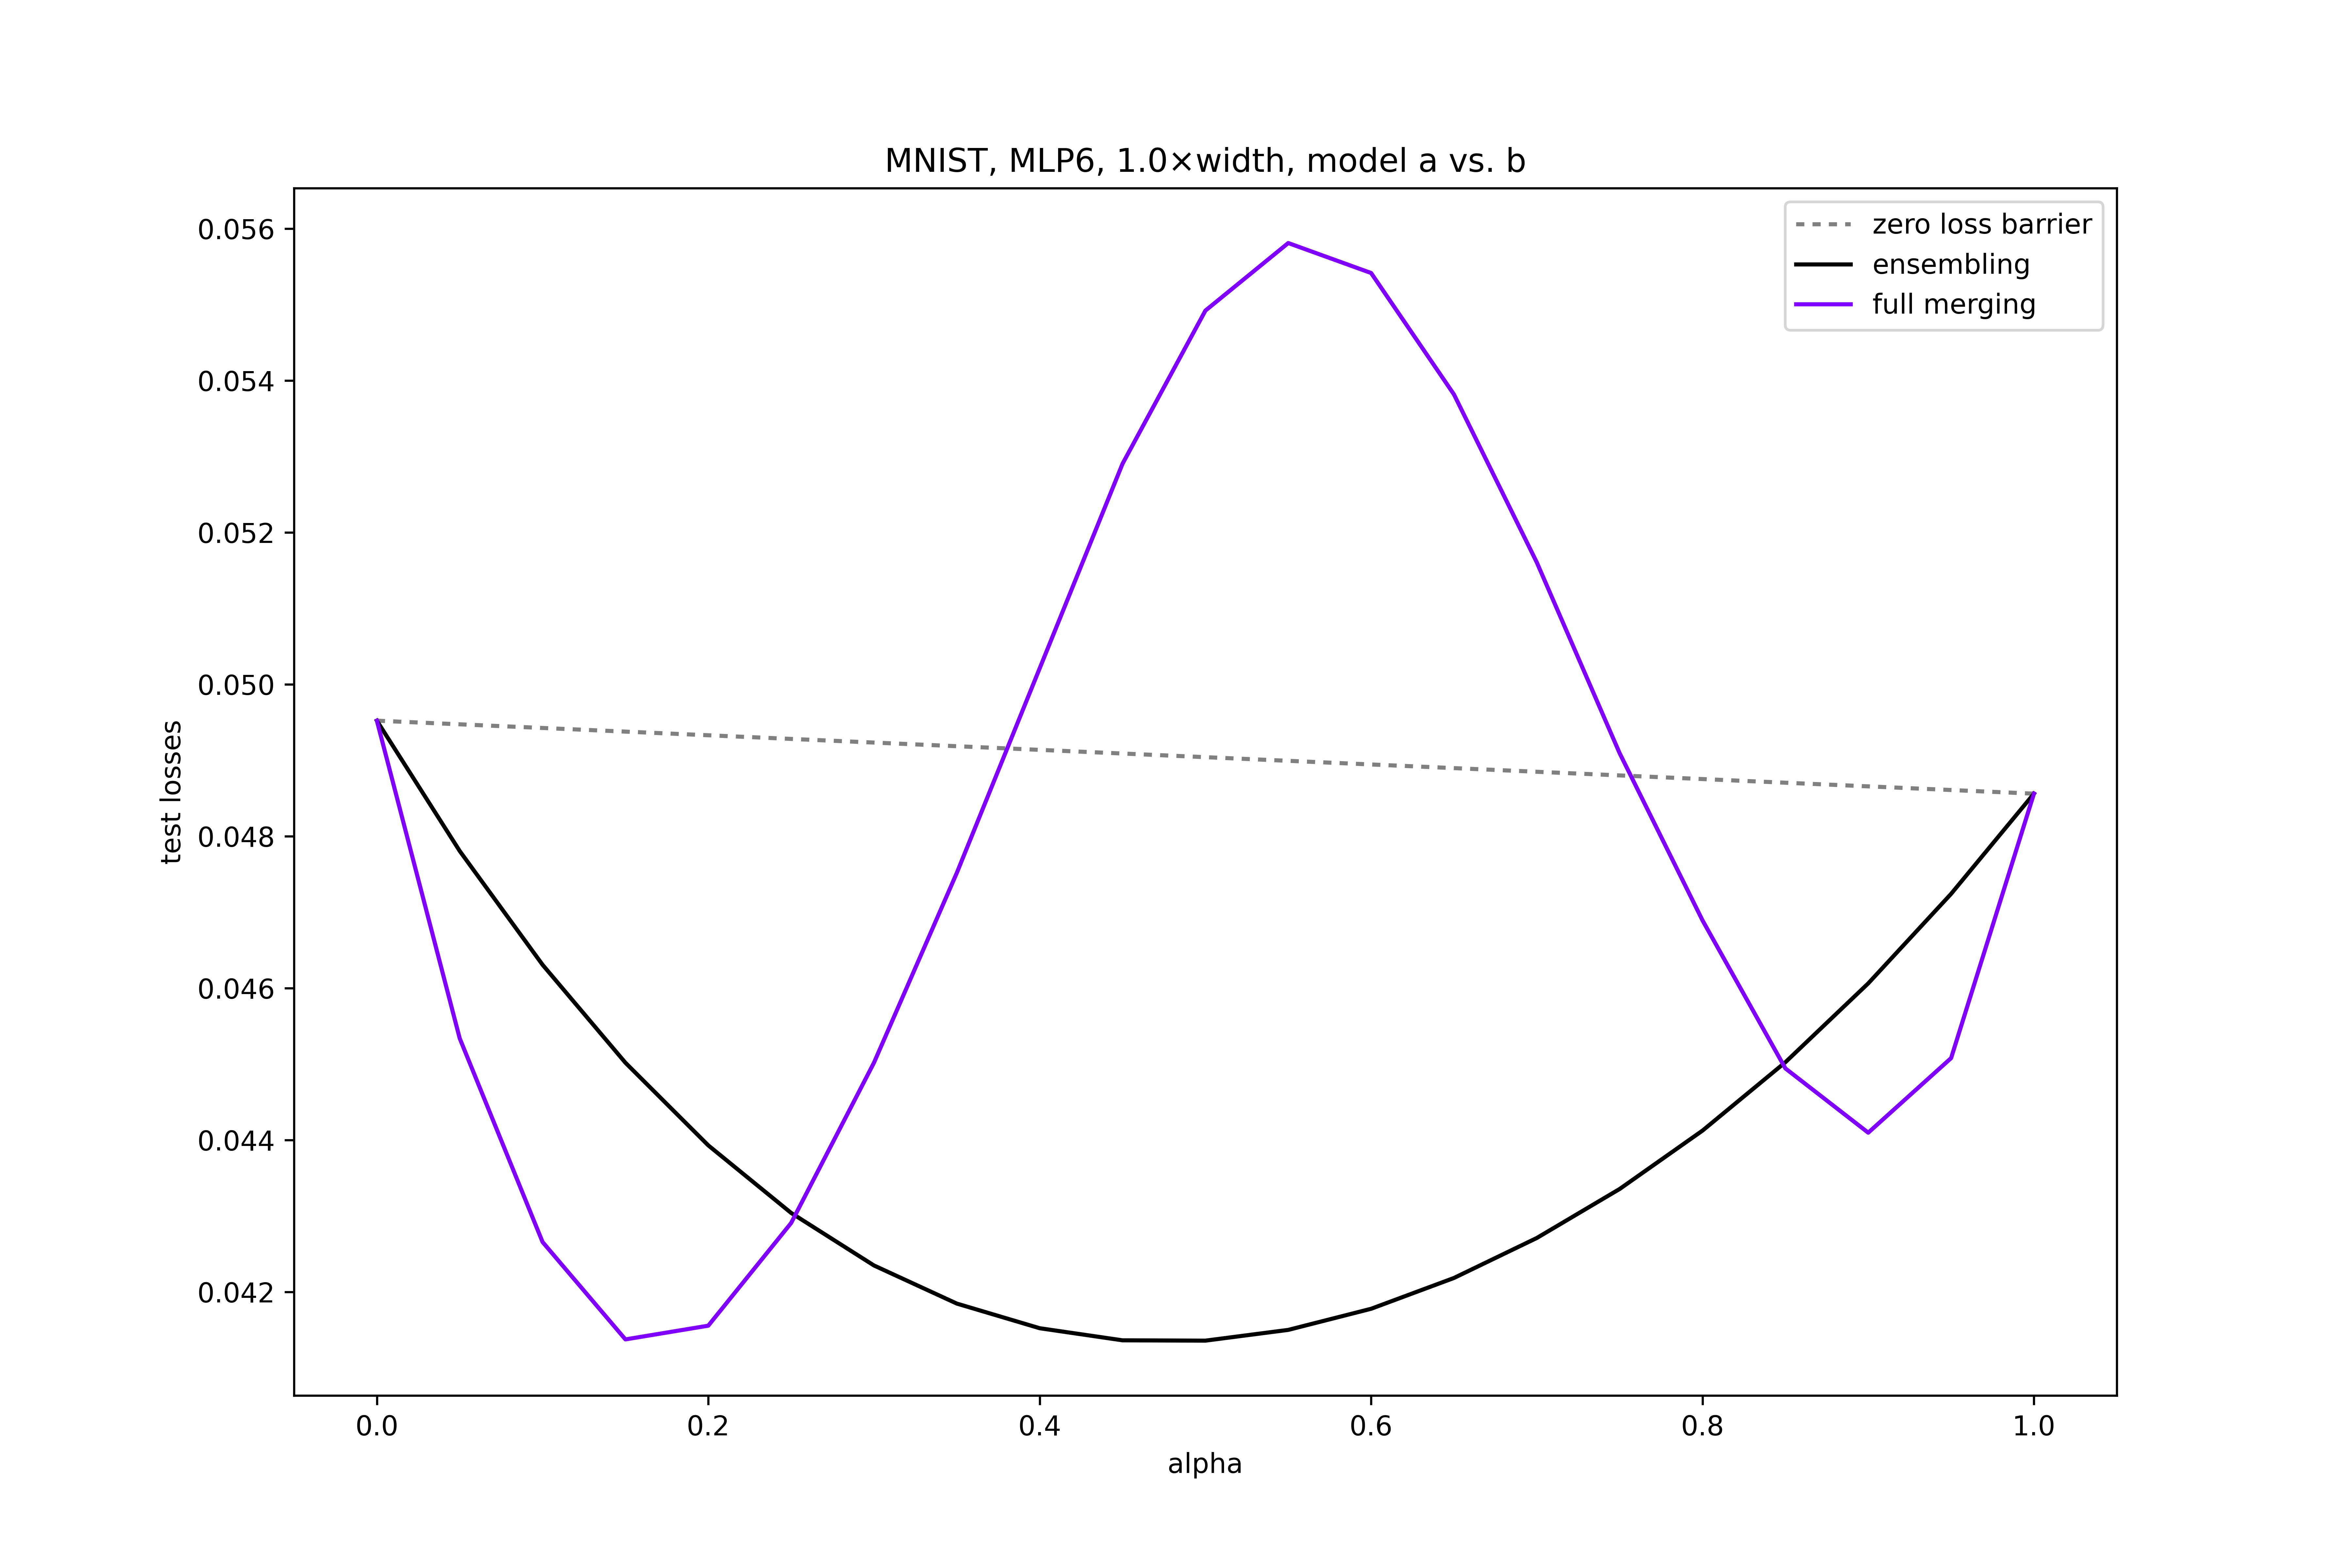 MNIST, MLP6, 1.0×width, model a vs. b
zero loss barrier
ensembling
full merging
0.056
0.054
0.052
0.050
0.048
0.046
0.044
0.042
test losses
0.0 0.2 0.4 0.6 0.8 1.0
alpha